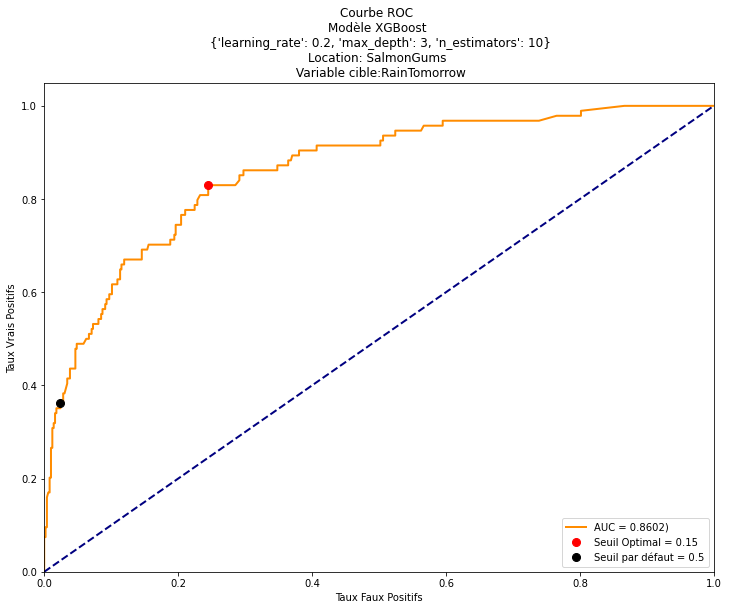 Courbe ROC
Modèle XGBoost
{'learning_rate': 0.2, 'max_depth': 3, 'n_estimators': 10}
Location: SalmonGums
Variable cible:RainTomorrow
Taux Vrais Positifs
1.0
0.8
0.6
0.4
0.2
0.0
0.0 0.2 0.4 0.6 0.8 1.0
Taux Faux Positifs
AUC = 0.8602)
Seuil Optimal = 0.15
Seuil par défaut = 0.5